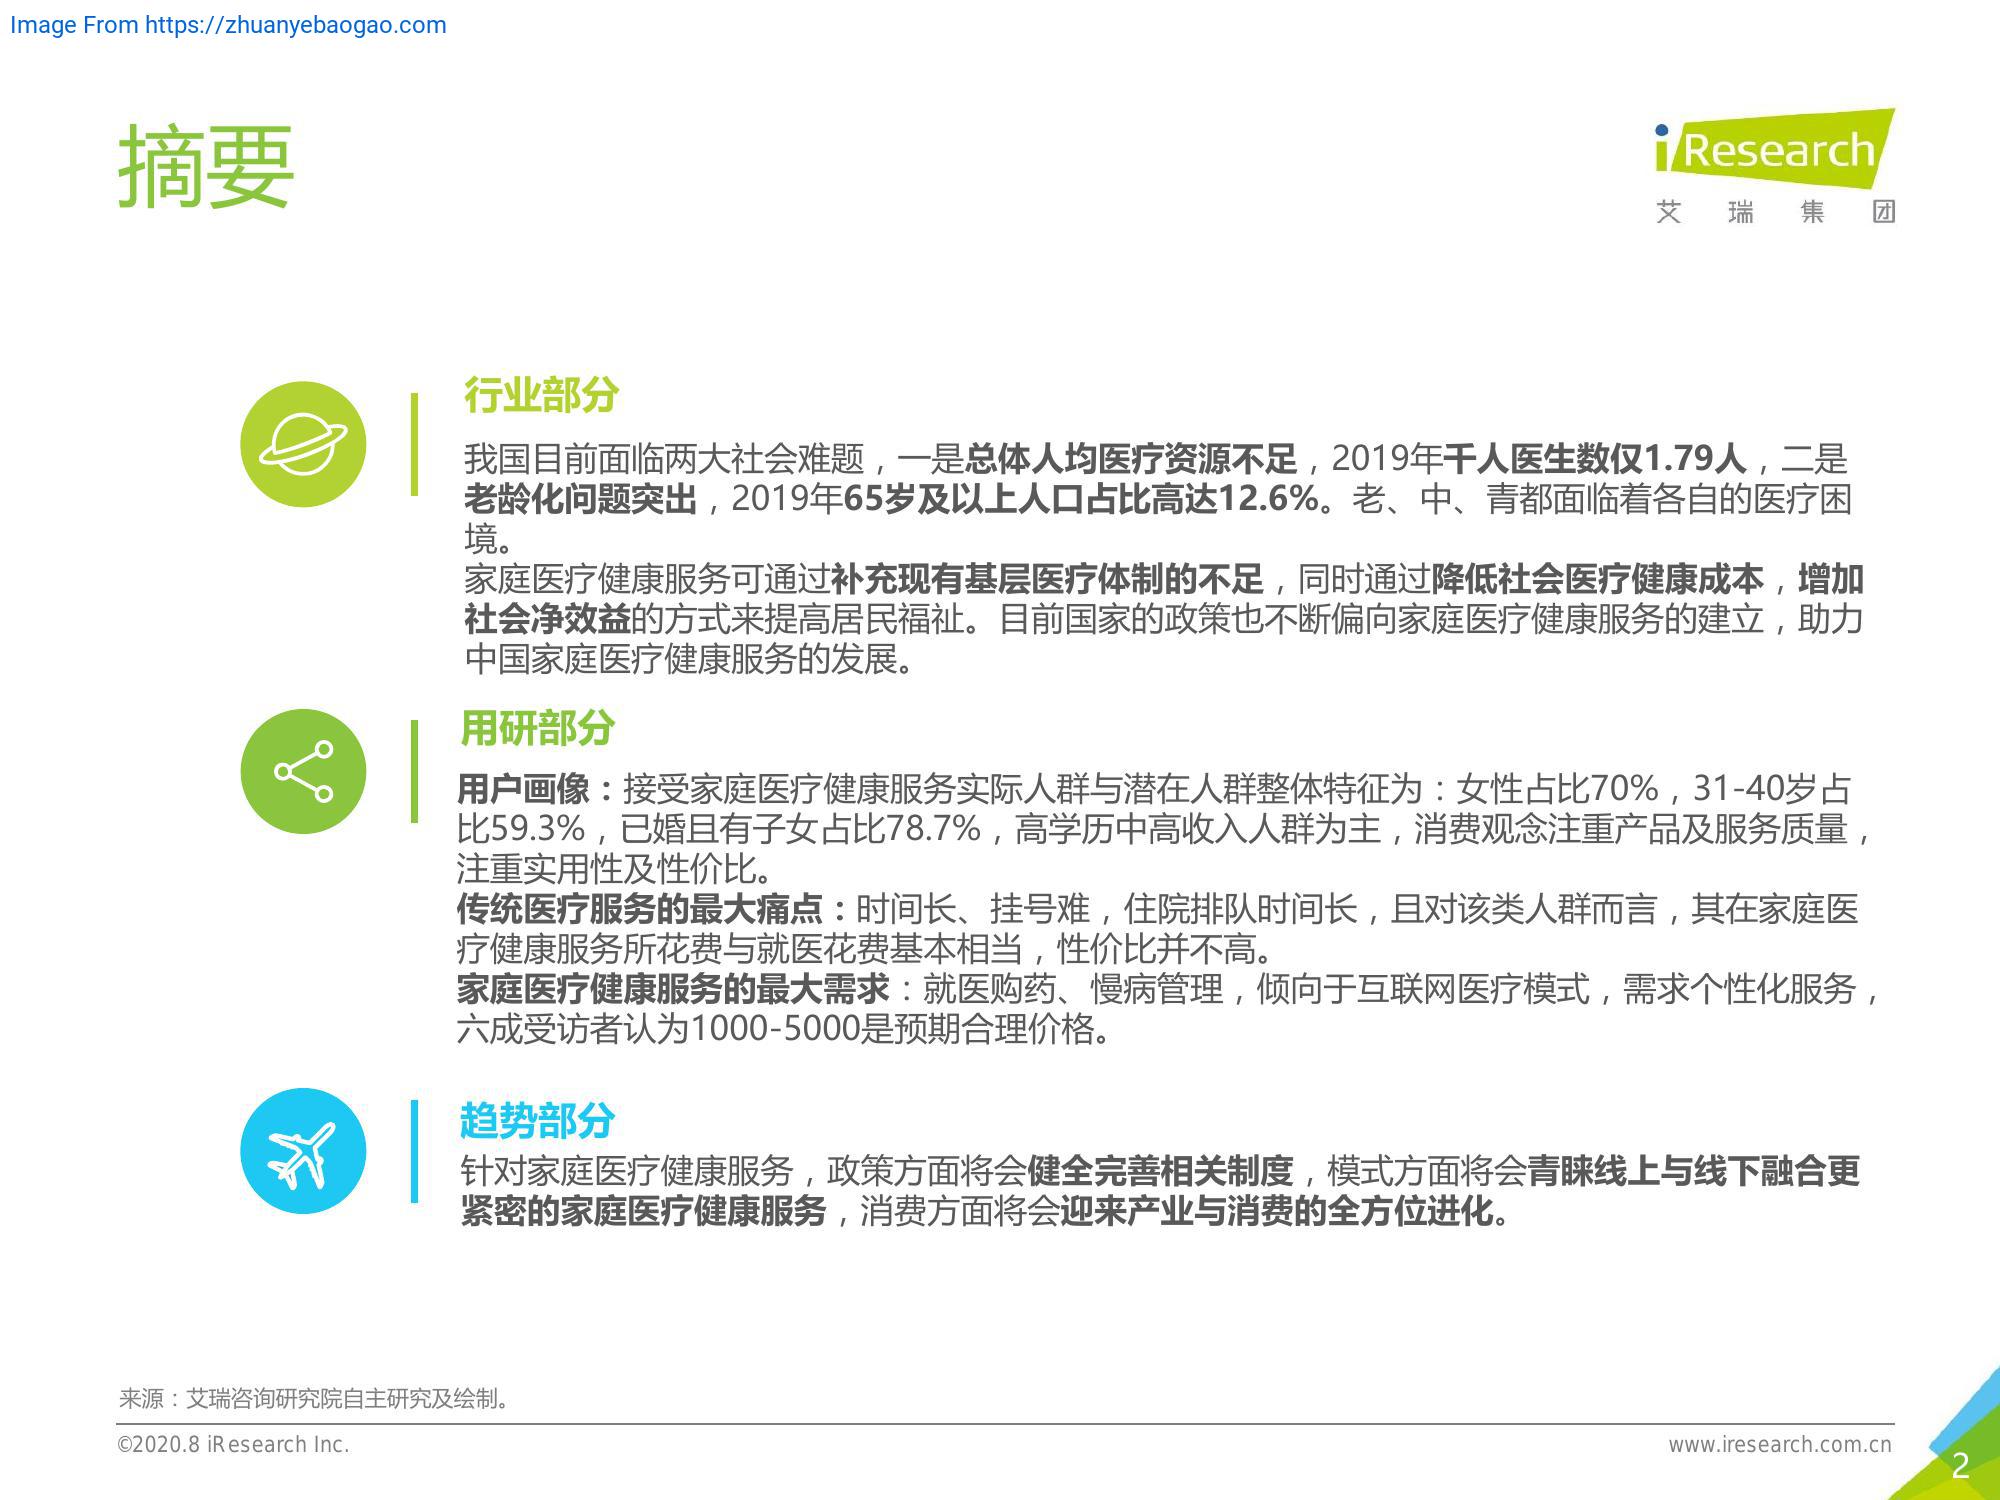 Image From https://zhuanyebaogao.com
摘要
iResearch
艾瑞集团
行业部分
我国目前面临两大社会难题，一是总体人均医疗资源不足，2019年千人医生数仅1.79人，二是
老龄化问题突出，2019年65岁及以上人口占比高达12.6%。老、中、青都面临着各自的医疗困
境。
家庭医疗健康服务可通过补充现有基层医疗体制的不足，同时通过降低社会医疗健康成本，增加
社会净效益的方式来提高居民福祉。目前国家的政策也不断偏向家庭医疗健康服务的建立，助力
中国家庭医疗健康服务的发展。
用研部分
用户画像：接受家庭医疗健康服务实际人群与潜在人群整体特征为：女性占比70%，31-40岁占
比59.3%，已婚且有子女占比78.7%，高学历中高收入人群为主，消费观念注重产品及服务质量，
注重实用性及性价比。
传统医疗服务的最大痛点：时间长、挂号难，住院排队时间长，且对该类人群而言，其在家庭医
疗健康服务所花费与就医花费基本相当，性价比并不高。
家庭医疗健康服务的最大需求：就医购药、慢病管理，倾向于互联网医疗模式，需求个性化服务，
六成受访者认为1000-5000是预期合理价格。
趋势部分
针对家庭医疗健康服务，政策方面将会健全完善相关制度，模式方面将会青睐线上与线下融合更
紧密的家庭医疗健康服务，消费方面将会迎来产业与消费的全方位进化。
来源：艾瑞咨询研究院自主研究及绘制。
©2020.8 iResearch Inc.
www.iresearch.com.cn
2